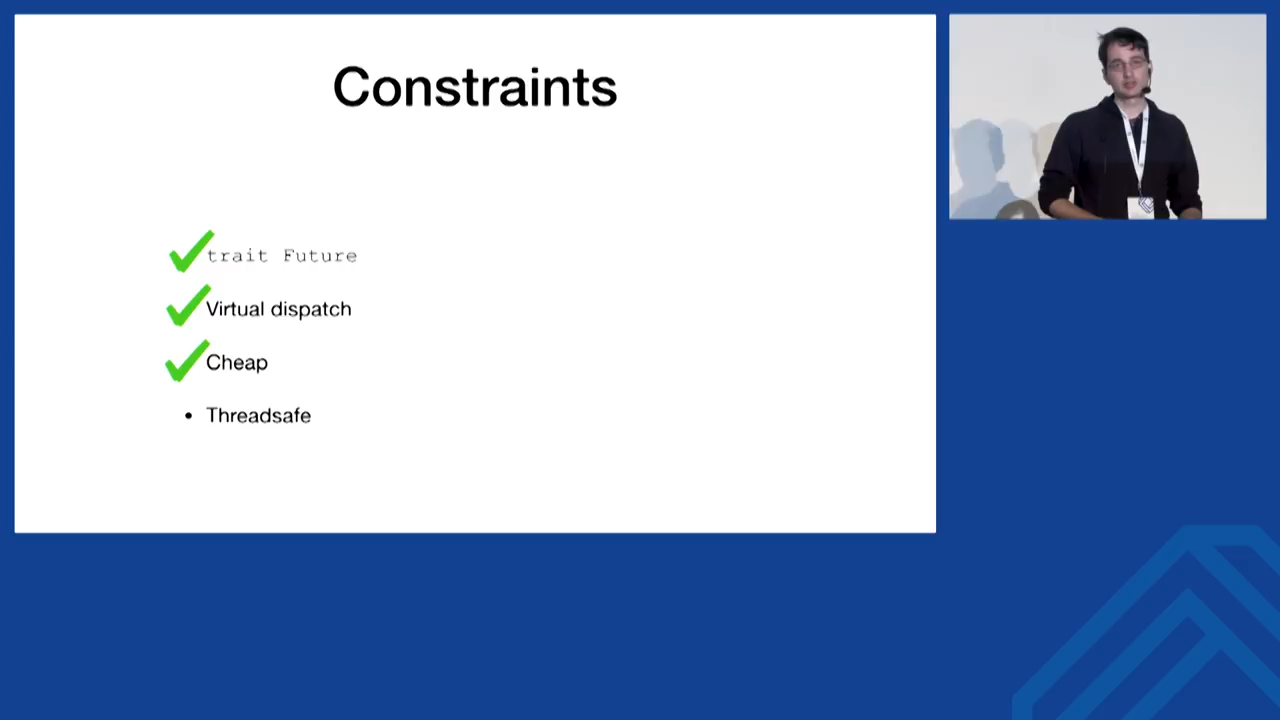 Constraints
trait Future
Virtual dispatch
Cheap
Threadsafe